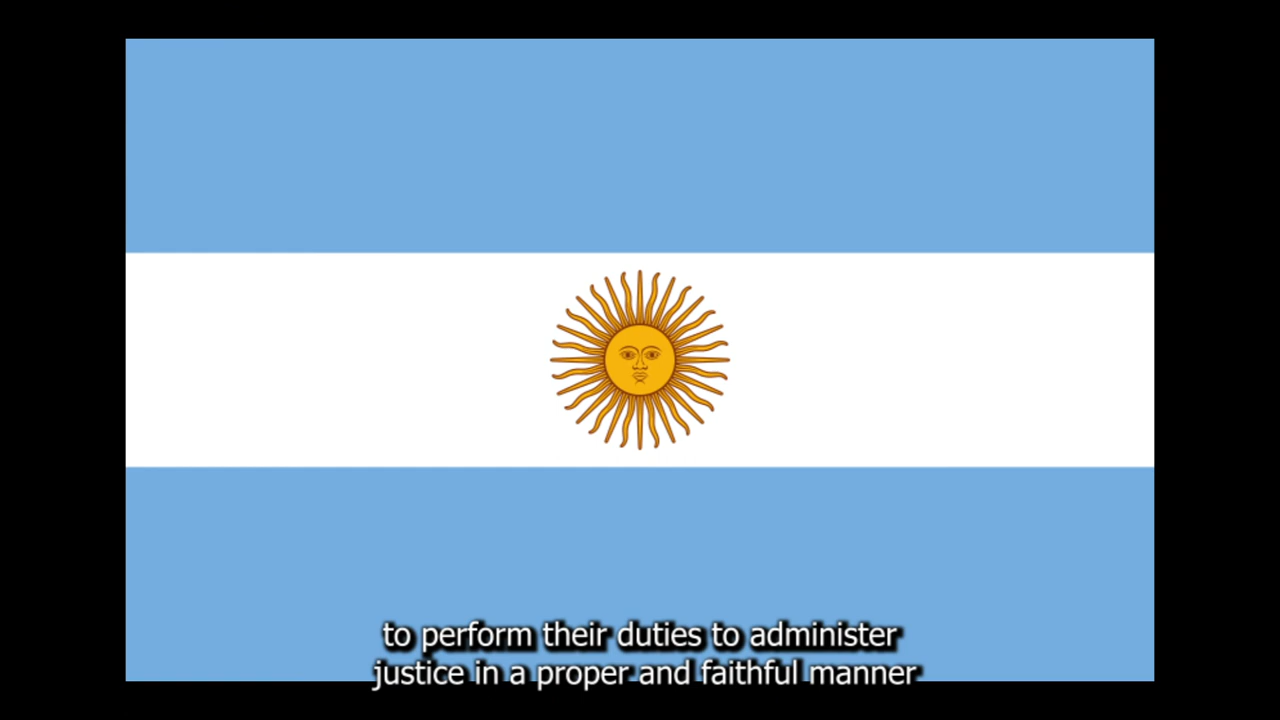 to perform their duties to administer
justice in a proper and faithful manner